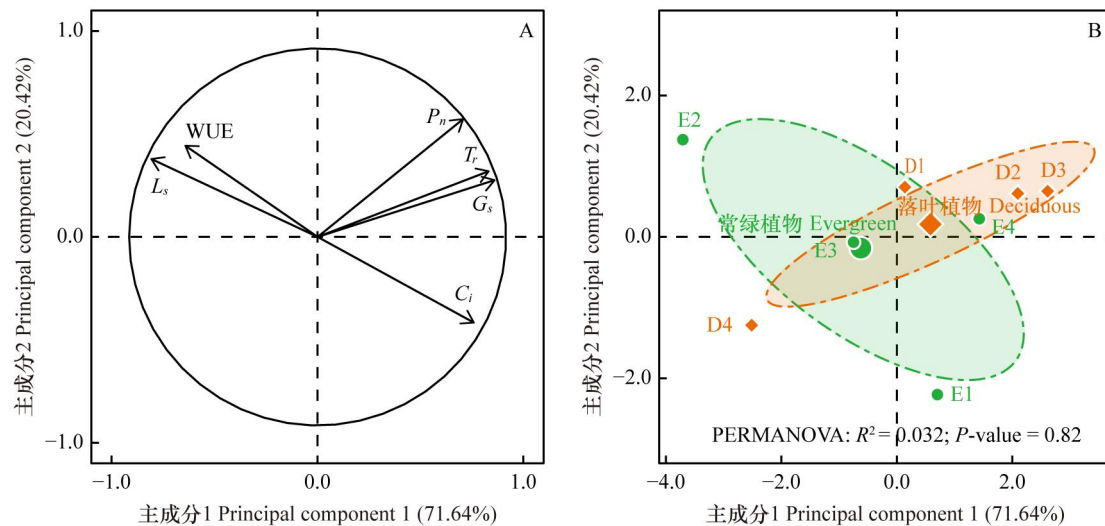 A
主成分2 Principal component 2 (20.42%)
1.0
0.0
−1.0
WUE
Ls
Pn
Tr
Gs
Ci
−1.0
0.0
1.0
主成分1 Principal component 1 (71.64%)
B
主成分2 Principal component 2 (20.42%)
2.0
0.0
−2.0
E2
D1
D2
D3
落叶植物 Deciduous
常绿植物 Evergreen
E4
E3
D4
E1
PERMANOVA: R² = 0.032; P-value = 0.82
−4.0
−2.0
0.0
2.0
主成分1 Principal component 1 (71.64%)